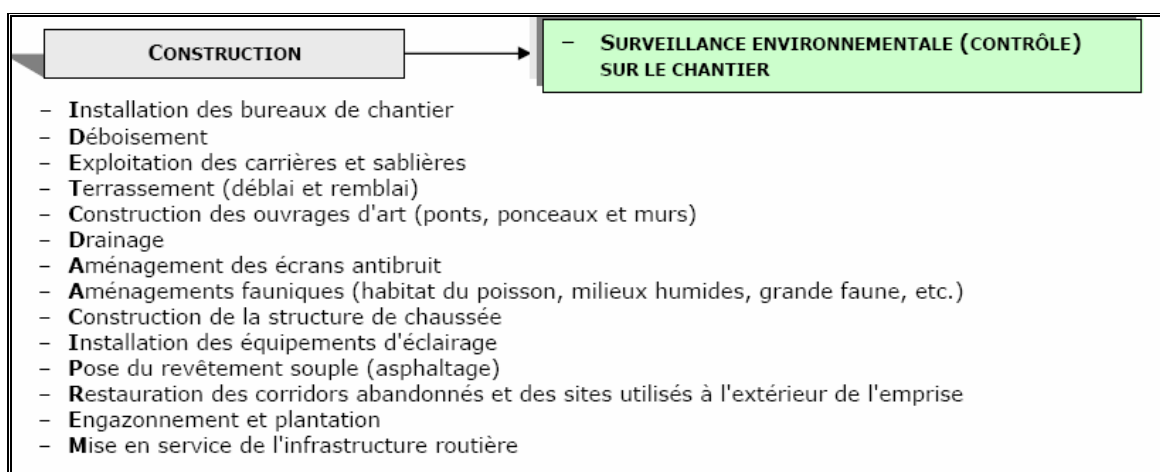 CONSTRUCTION
– SURVEILLANCE ENVIRONNEMENTALE (CONTRÔLE)
SUR LE CHANTIER
– Installation des bureaux de chantier
– Déboisement
– Exploitation des carrières et sablières
– Terrassement (déblai et remblai)
– Construction des ouvrages d'art (ponts, ponceaux et murs)
– Drainage
– Aménagement des écrans antibruit
– Aménagements fauniques (habitat du poisson, milieux humides, grande faune, etc.)
– Construction de la structure de chaussée
– Installation des équipements d'éclairage
– Pose du revêtement souple (asphaltage)
– Restauration des corridors abandonnés et des sites utilisés à l'extérieur de l'emprise
– Engazonnement et plantation
– Mise en service de l'infrastructure routière